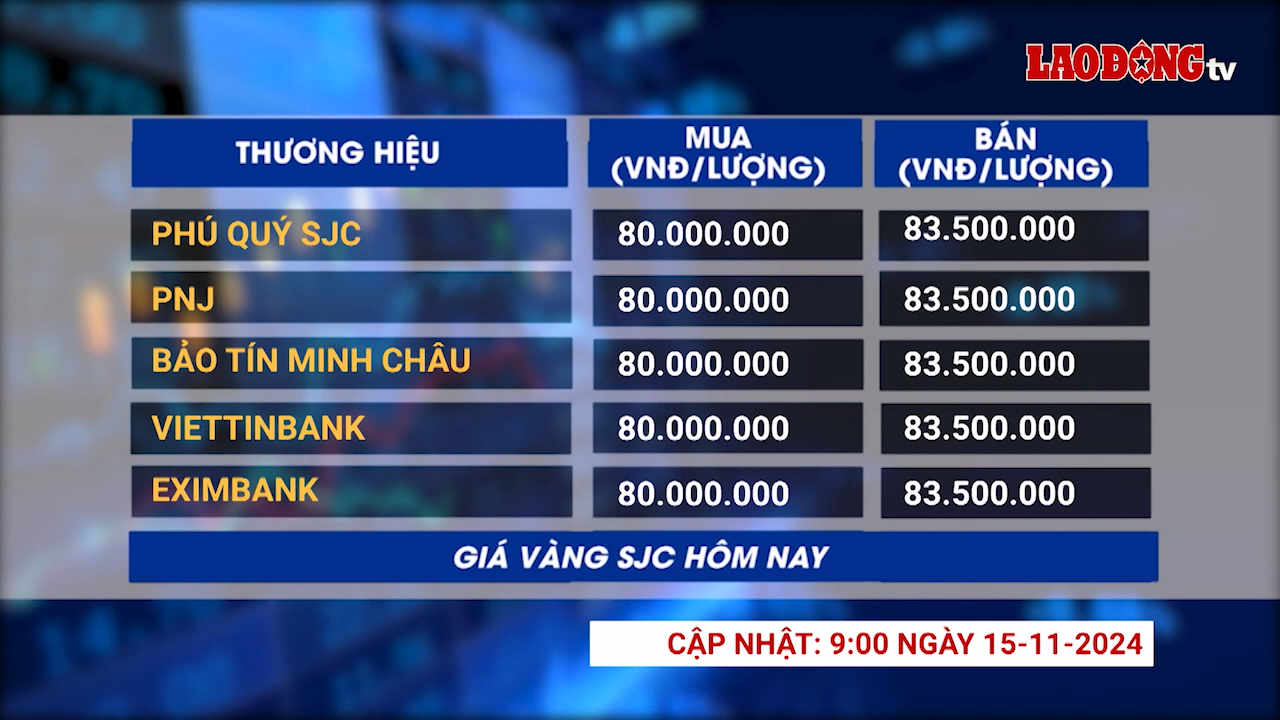 LAO ĐỘNG tv
THƯƠNG HIỆU
MUA
(VNĐ/LƯỢNG)
BÁN
(VNĐ/LƯỢNG)
PHÚ QUÝ SJC 80.000.000 83.500.000
PNJ 80.000.000 83.500.000
BẢO TÍN MINH CHÂU 80.000.000 83.500.000
VIETTINBANK 80.000.000 83.500.000
EXIMBANK 80.000.000 83.500.000
GIÁ VÀNG SJC HÔM NAY
CẬP NHẬT: 9:00 NGÀY 15-11-2024